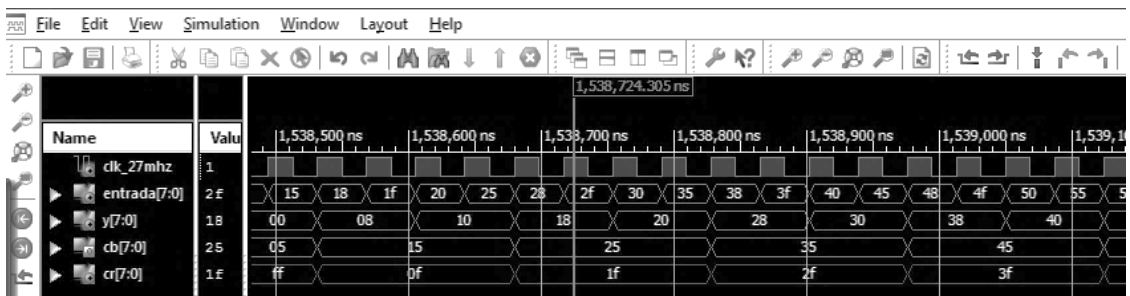 File Edit View Simulation Window Layout Help
1,538,724.305 ns
Name Valu 1,538,500 ns 1,538,600 ns 1,538,700 ns 1,538,800 ns 1,538,900 ns 1,539,000 ns 1,539,1
clk_27mhz 1
entrada[7:0] 2f 15 18 1f 20 25 28 2f 30 35 38 3f 40 45 48 4f 50 55 5
y[7:0] 18 00 08 10 18 20 28 30 38 40
cb[7:0] 25 05 15 25 35 45
cr[7:0] 1f ff 0f 1f 2f 3f